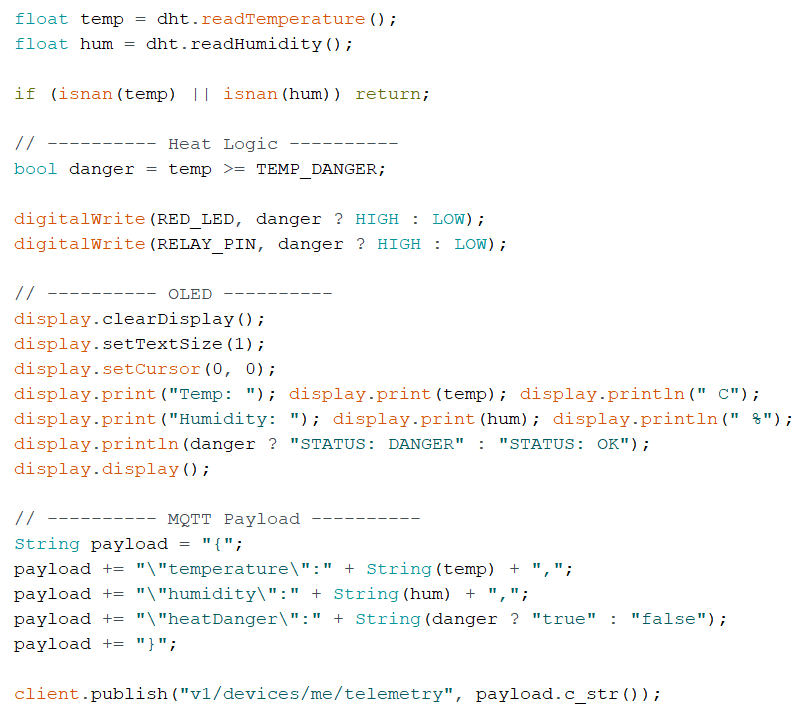 float temp = dht.readTemperature();
float hum = dht.readHumidity();

if (isnan(temp) || isnan(hum)) return;

// ---------- Heat Logic ----------
bool danger = temp >= TEMP_DANGER;

digitalWrite(RED_LED, danger ? HIGH : LOW);
digitalWrite(RELAY_PIN, danger ? HIGH : LOW);

// ---------- OLED ----------
display.clearDisplay();
display.setTextSize(1);
display.setCursor(0, 0);
display.print("Temp: "); display.print(temp); display.println(" C");
display.print("Humidity: "); display.print(hum); display.println(" %");
display.println(danger ? "STATUS: DANGER" : "STATUS: OK");
display.display();

// ---------- MQTT Payload ----------
String payload = "{";
payload += "\"temperature\":" + String(temp) + ",";
payload += "\"humidity\":" + String(hum) + ",";
payload += "\"heatDanger\":" + String(danger ? "true" : "false");
payload += "}";

client.publish("v1/devices/me/telemetry", payload.c_str());